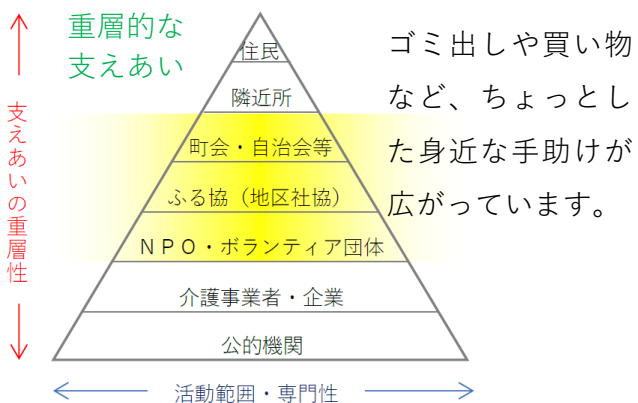 重層的な
支えあい
住民
隣近所
町会・自治会等
ふる協（地区社協）
ＮＰＯ・ボランティア団体
介護事業者・企業
公的機関
支えあいの重層性
活動範囲・専門性
ゴミ出しや買い物
など、ちょっとし
た身近な手助けが
広がっています。